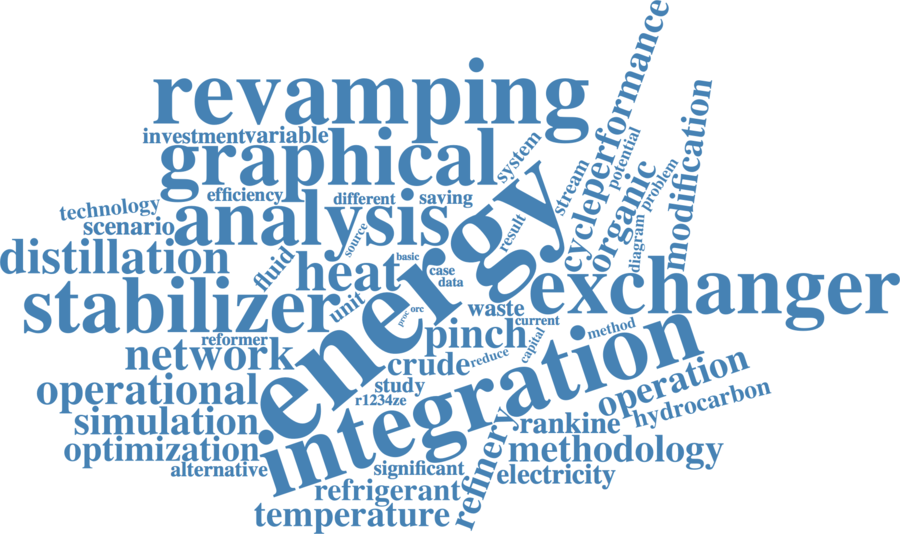 revamping
performance
investment
variable
graphical
system
cycle
potential
modification
efficiency
different
saving
stream
organic
problem
technology
scenario
analysis
source
result
diagram
distillation
fluid
heat
basic
case
data
energy
exchanger
stabilizer
unit
proc
orc
waste
current
pinch
method
reformer
network
crude
reduce
capital
integration
operational
study
r1234ze
operation
hydrocarbon
simulation
rankine
optimization
refinery
methodology
alternative
significant
electricity
refrigerant
temperature